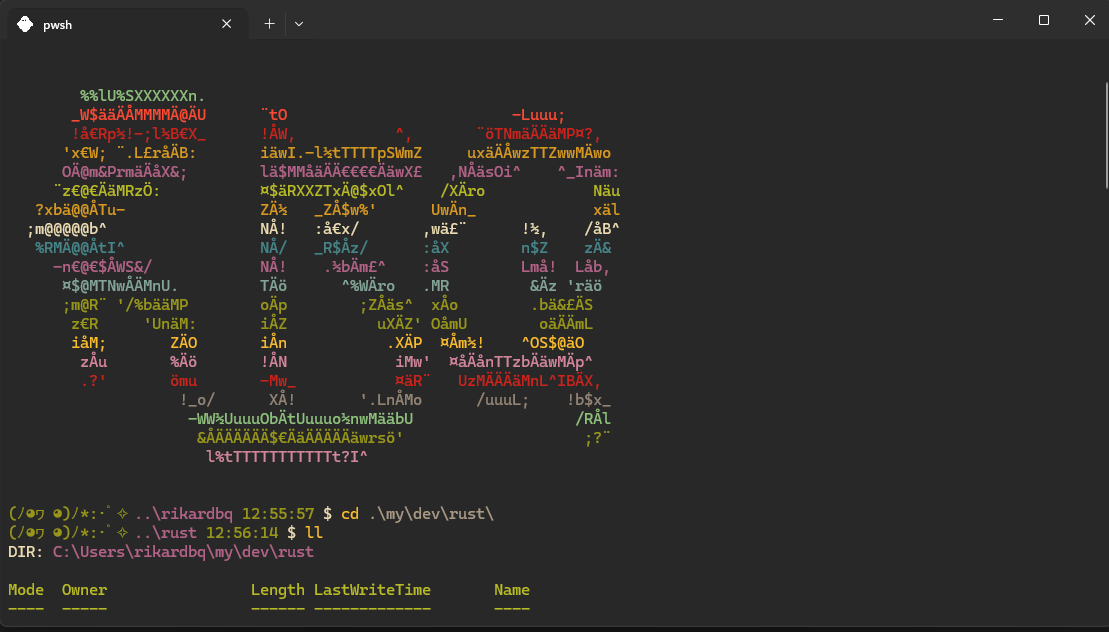 pwsh
%%lU%SXXXXXXn.
_W$ääÄÅMMMMÄ@ÄU      ¨tO                         -Luuu;
!å€Rp½!-;l½B€X_      !ÅW,           ^,       ¨öTNmäÄÄäMP¤?,
'x€W; ¨.L£råÄB:       iäwI.-l½tTTTTpSWmZ     uxäÄÅwzTTZwwMÄwo
OÄ@m&PrmäÄåX&;        lä$MMåäÄÄ€€€€ÄäwX£   ,NÅäsOi^    ^_Inäm:
¨z€@€ÄäMRzÖ:           ¤$äRXXZTxÄ@$xOl^    /XÄro            Näu
?xbä@@ÅTu-               ZÄ½   _ZÅ$w%'      UwÄn_             xäl
;m@@@@@b^                 NÅ!   :å€x/       ,wä£¨      !½,    /åB^
%RMÄ@@ÅtI^               NÅ/   _R$Åz/      :åX        n$Z    zÄ&
-n€@€$ÅWS&/            NÅ!    .½bÄm£^    :åS        Lmå!  Låb,
¤$@MTNwÅÄMnU.         TÄö      ^%WÄro   .MR         &Äz 'räö
;m@R¨ '/%bääMP        oÄp        ;ZÅäs^  xÅo        .bä&£ÄS
z€R     'UnäM:       iÅZ          uXÄZ' OåmU        oäÄÄmL
iåM;       ZÄO       iÅn           .XÄP  ¤Åm½!    ^OS$@äO
zÅu       %Äö       !ÅN            iMw'  ¤åÄånTTzbÄäwMÄp^
.?'       ömu       -Mw_           ¤äR¨   UzMÄÄÄäMnL^IBÄX,
!_o/      XÅ!       '.LnÅMo      /uuuL;    !b$x_
-WW½UuuuObÄtUuuuo½nwMääbU                  /RÅl
&ÅÄÄÄÄÄÄ$€ÄäÄÄÄÄÄäwrsö'                    ;?¨
l%tTTTTTTTTTTTt?I^
(/◕ヮ ◕)/*:･ﾟ✧ ..\rikardbq 12:55:57 $ cd .\my\dev\rust\
(/◕ヮ ◕)/*:･ﾟ✧ ..\rust 12:56:14 $ ll
DIR: C:\Users\rikardbq\my\dev\rust
Mode  Owner                Length LastWriteTime       Name
----  -----                ------ -------------       ----